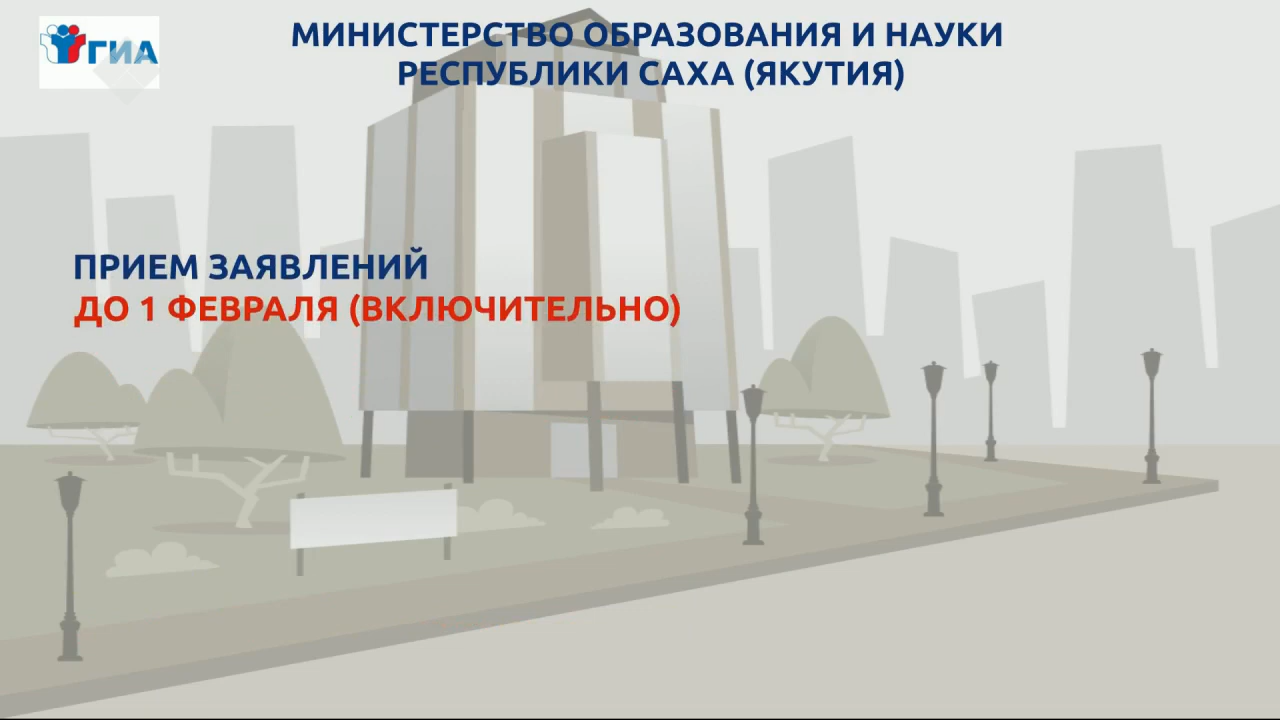 ГИА
МИНИСТЕРСТВО ОБРАЗОВАНИЯ И НАУКИ
РЕСПУБЛИКИ САХА (ЯКУТИЯ)
ПРИЕМ ЗАЯВЛЕНИЙ
ДО 1 ФЕВРАЛЯ (ВКЛЮЧИТЕЛЬНО)